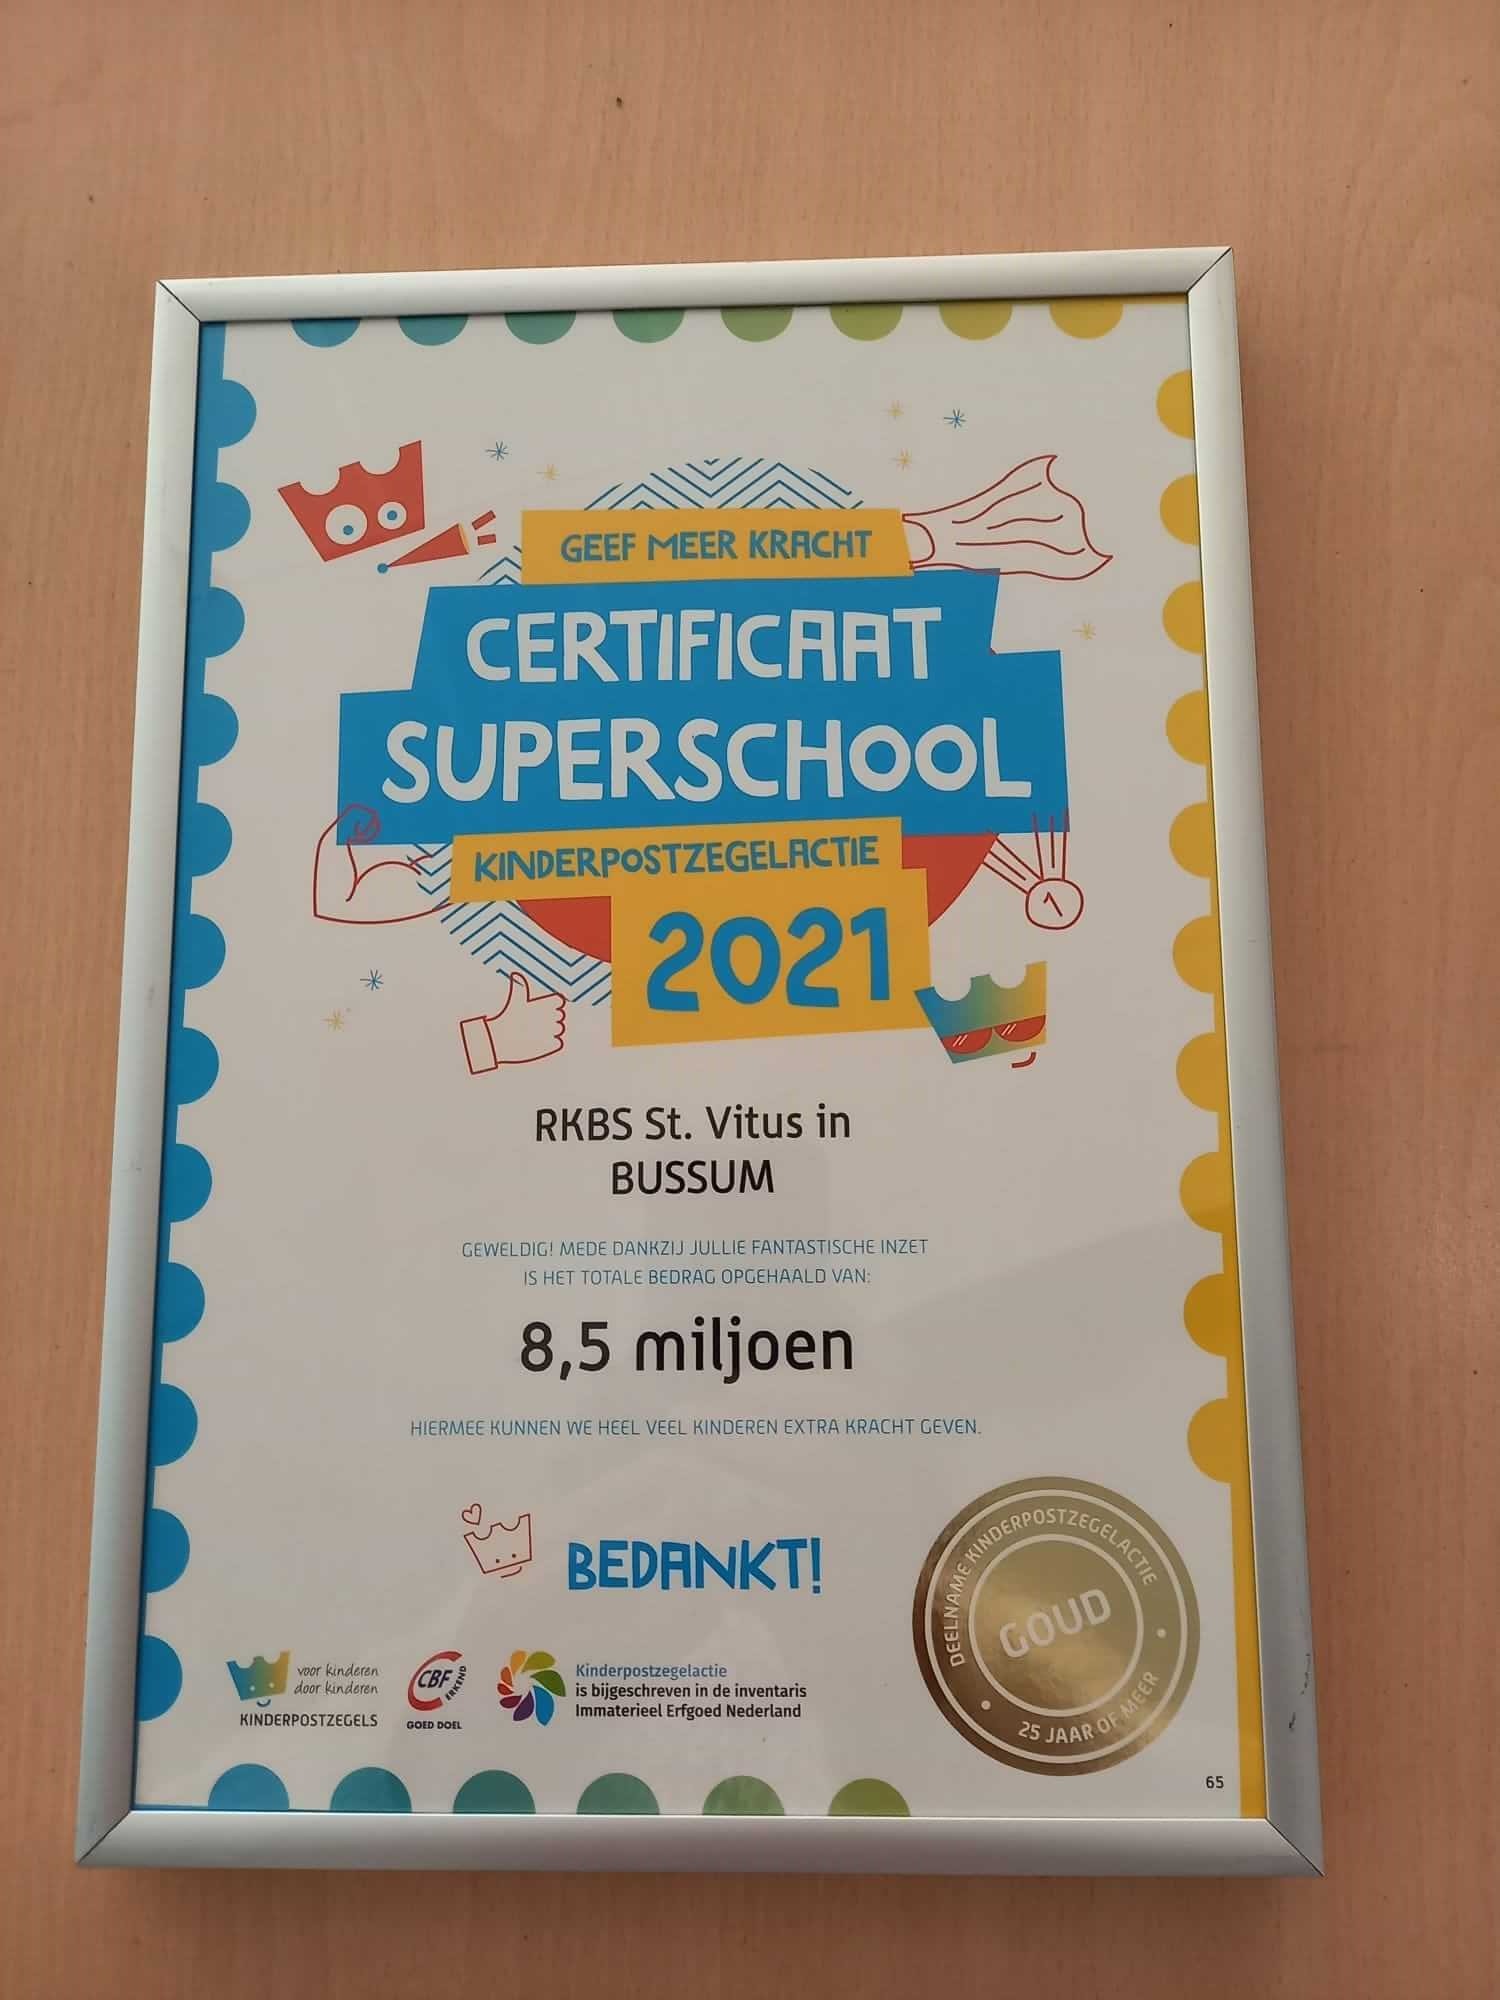 GEEF MEER KRACHT
CERTIFICAAT
SUPERSCHOOL
KINDERPOSTZEGELACTIE
2021
1
RKBS St. Vitus in
BUSSUM
GEWELDIG! MEDE DANKZIJ JULLIE FANTASTISCHE INZET
IS HET TOTALE BEDRAG OPGEHAALD VAN:
8,5 miljoen
HIERMEE KUNNEN WE HEEL VEEL KINDEREN EXTRA KRACHT GEVEN.
BEDANKT!
voor kinderen
door kinderen
KINDERPOSTZEGELS
CBF
ERKEND
GOED DOEL
Kinderpostzegelactie
is bijgeschreven in de inventaris
Immaterieel Erfgoed Nederland
DEELNAME KINDERPOSTZEGELACTIE
GOUD
25 JAAR OF MEER
65